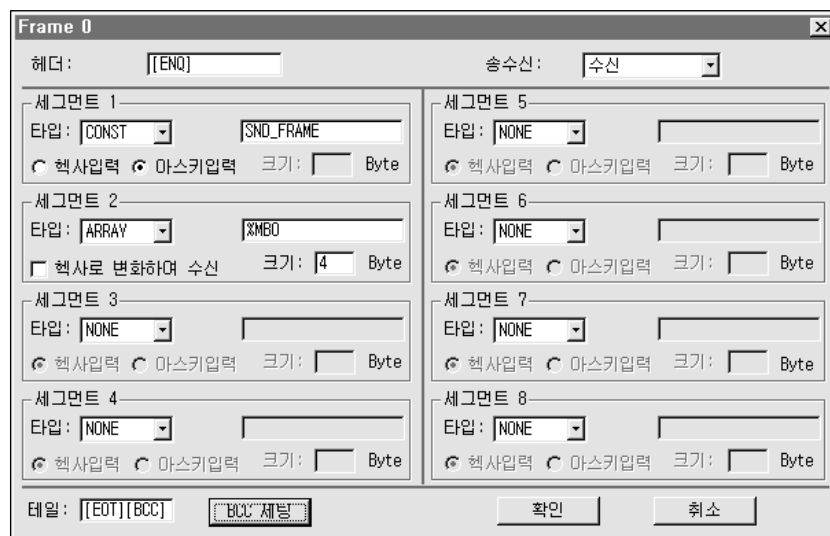 Frame 0
헤더: [ENQ] 송수신: 수신
세그먼트 1
타입: CONST SND_FRAME
헥사입력 아스키입력 크기: Byte
세그먼트 2
타입: ARRAY %MB0
헥사로 변화하여 수신 크기: 4 Byte
세그먼트 3
타입: NONE
헥사입력 아스키입력 크기: Byte
세그먼트 4
타입: NONE
헥사입력 아스키입력 크기: Byte
세그먼트 5
타입: NONE
헥사입력 아스키입력 크기: Byte
세그먼트 6
타입: NONE
헥사입력 아스키입력 크기: Byte
세그먼트 7
타입: NONE
헥사입력 아스키입력 크기: Byte
세그먼트 8
타입: NONE
헥사입력 아스키입력 크기: Byte
테일: [EOT][BCC] BCC 세팅 확인 취소